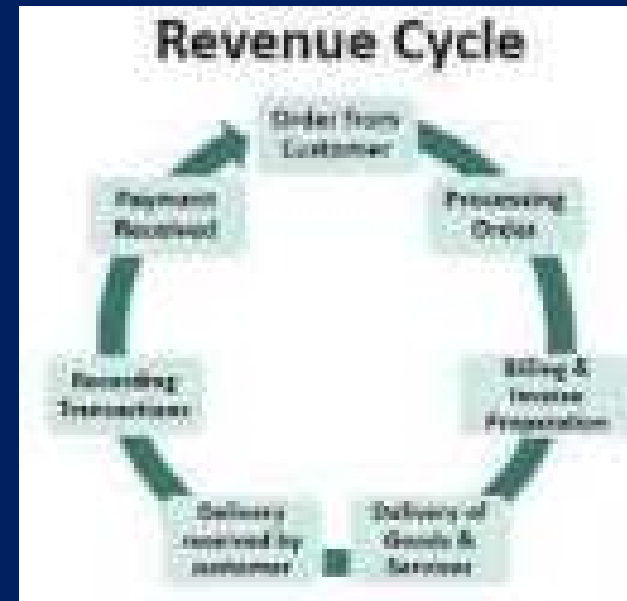 Revenue Cycle
Order from
Customer
Processing
Order
Billing &
Invoice
Preparation
Delivery of
Goods &
Services
Delivery
received by
customer
Recording
Transactions
Payment
Received